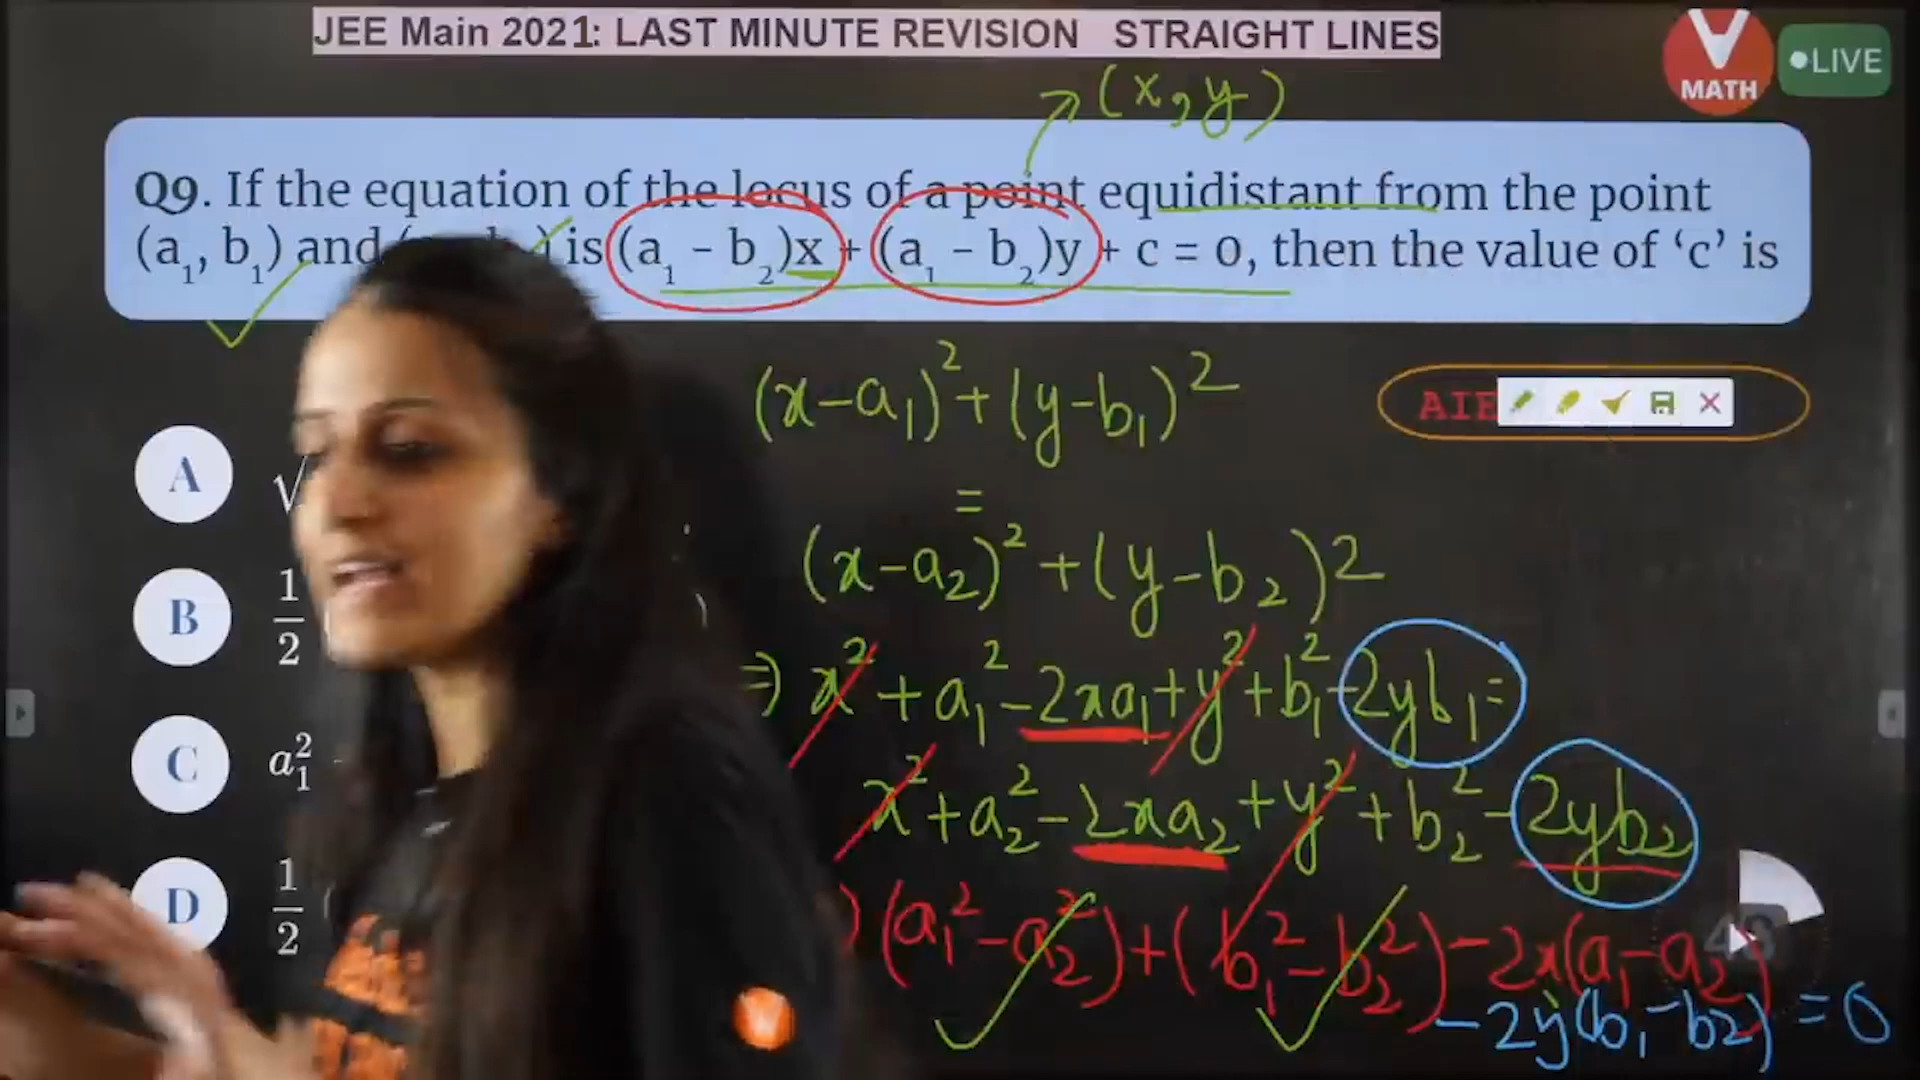 JEE Main 2021: LAST MINUTE REVISION STRAIGHT LINES
V
MATH
LIVE
(x, y)
Q9. If the equation of the locus of a point equidistant from the point
(a₁, b₁) and is (a₁ - b₂)x + (a₁ - b₂)y + c = 0, then the value of ‘c’ is
(x-a₁)²+(y-b₁)²
=
(x-a₂)²+(y-b₂)²
⇒ x²+a₁²-2xa₁+y²+b₁²-2yb₁=
x²+a₂²-2xa₂+y²+b₂²-2yb₂
(a₁²-a₂²)+(b₁²-b₂²)-2x(a₁-a₂)
-2y(b₁-b₂)=0
A √
B 1/2
C a₁²
D 1/2